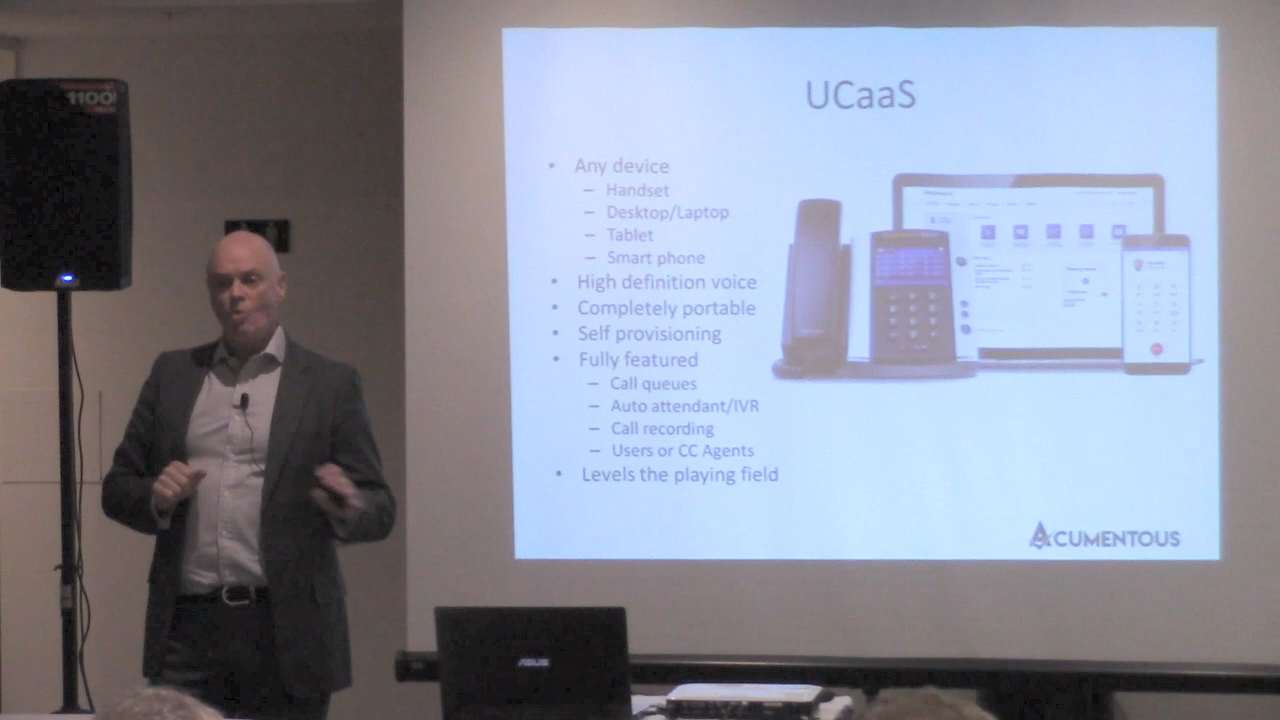 1100
UCaaS
• Any device
– Handset
– Desktop/Laptop
– Tablet
– Smart phone
• High definition voice
• Completely portable
• Self provisioning
• Fully featured
– Call queues
– Auto attendant/IVR
– Call recording
– Users or CC Agents
• Levels the playing field
ACUMENTOUS
ASUS